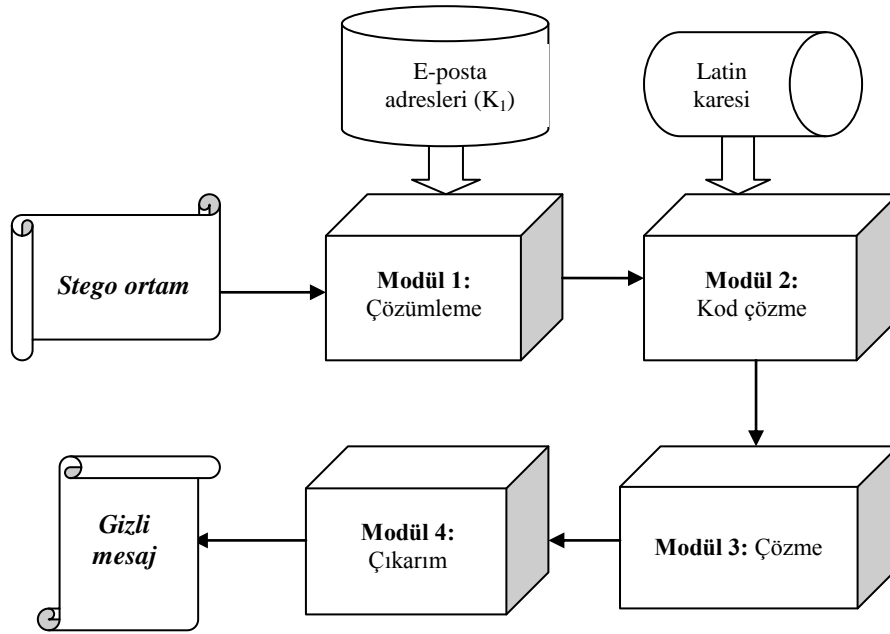 E-posta
adresleri (K₁)
Latin
karesi
Stego ortam
Modül 1:
Çözümleme
Modül 2:
Kod çözme
Modül 3: Çözme
Modül 4:
Çıkarım
Gizli
mesaj